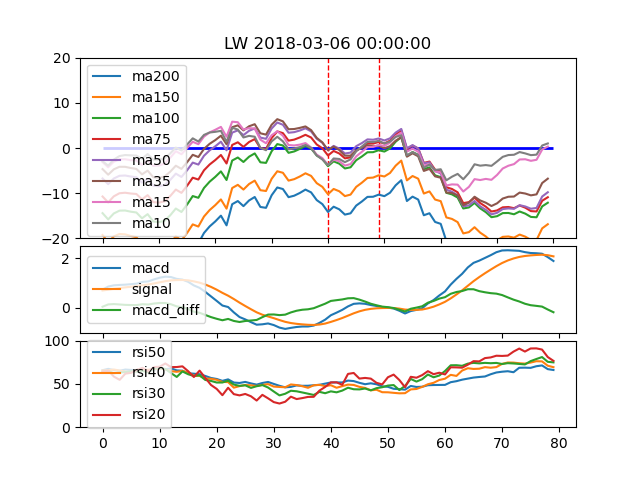 LW 2018-03-06 00:00:00
20
10
0
−10
−20
ma200
ma150
ma100
ma75
ma50
ma35
ma15
ma10
2
0
macd
signal
macd_diff
100
50
0
rsi50
rsi40
rsi30
rsi20
0 10 20 30 40 50 60 70 80